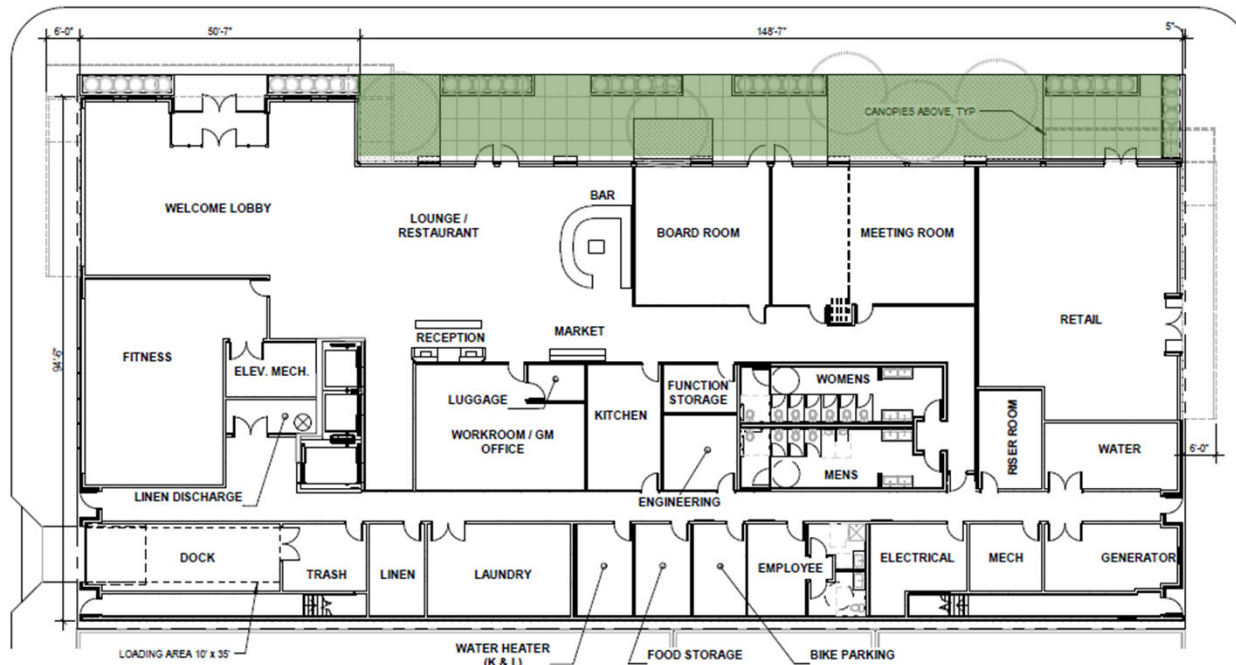 6'-0"
50'-7"
148'-7"
5"
CANOPIES ABOVE, TYP
94'-6"
WELCOME LOBBY
LOUNGE /
RESTAURANT
BAR
BOARD ROOM
MEETING ROOM
RETAIL
FITNESS
ELEV. MECH.
RECEPTION
MARKET
LUGGAGE
KITCHEN
FUNCTION
STORAGE
WOMENS
WORKROOM / GM
OFFICE
MENS
RISER ROOM
WATER
6'-0"
LINEN DISCHARGE
ENGINEERING
DOCK
TRASH
LINEN
LAUNDRY
EMPLOYEE
ELECTRICAL
MECH
GENERATOR
LOADING AREA 10' x 35'
WATER HEATER
(K & L)
FOOD STORAGE
BIKE PARKING